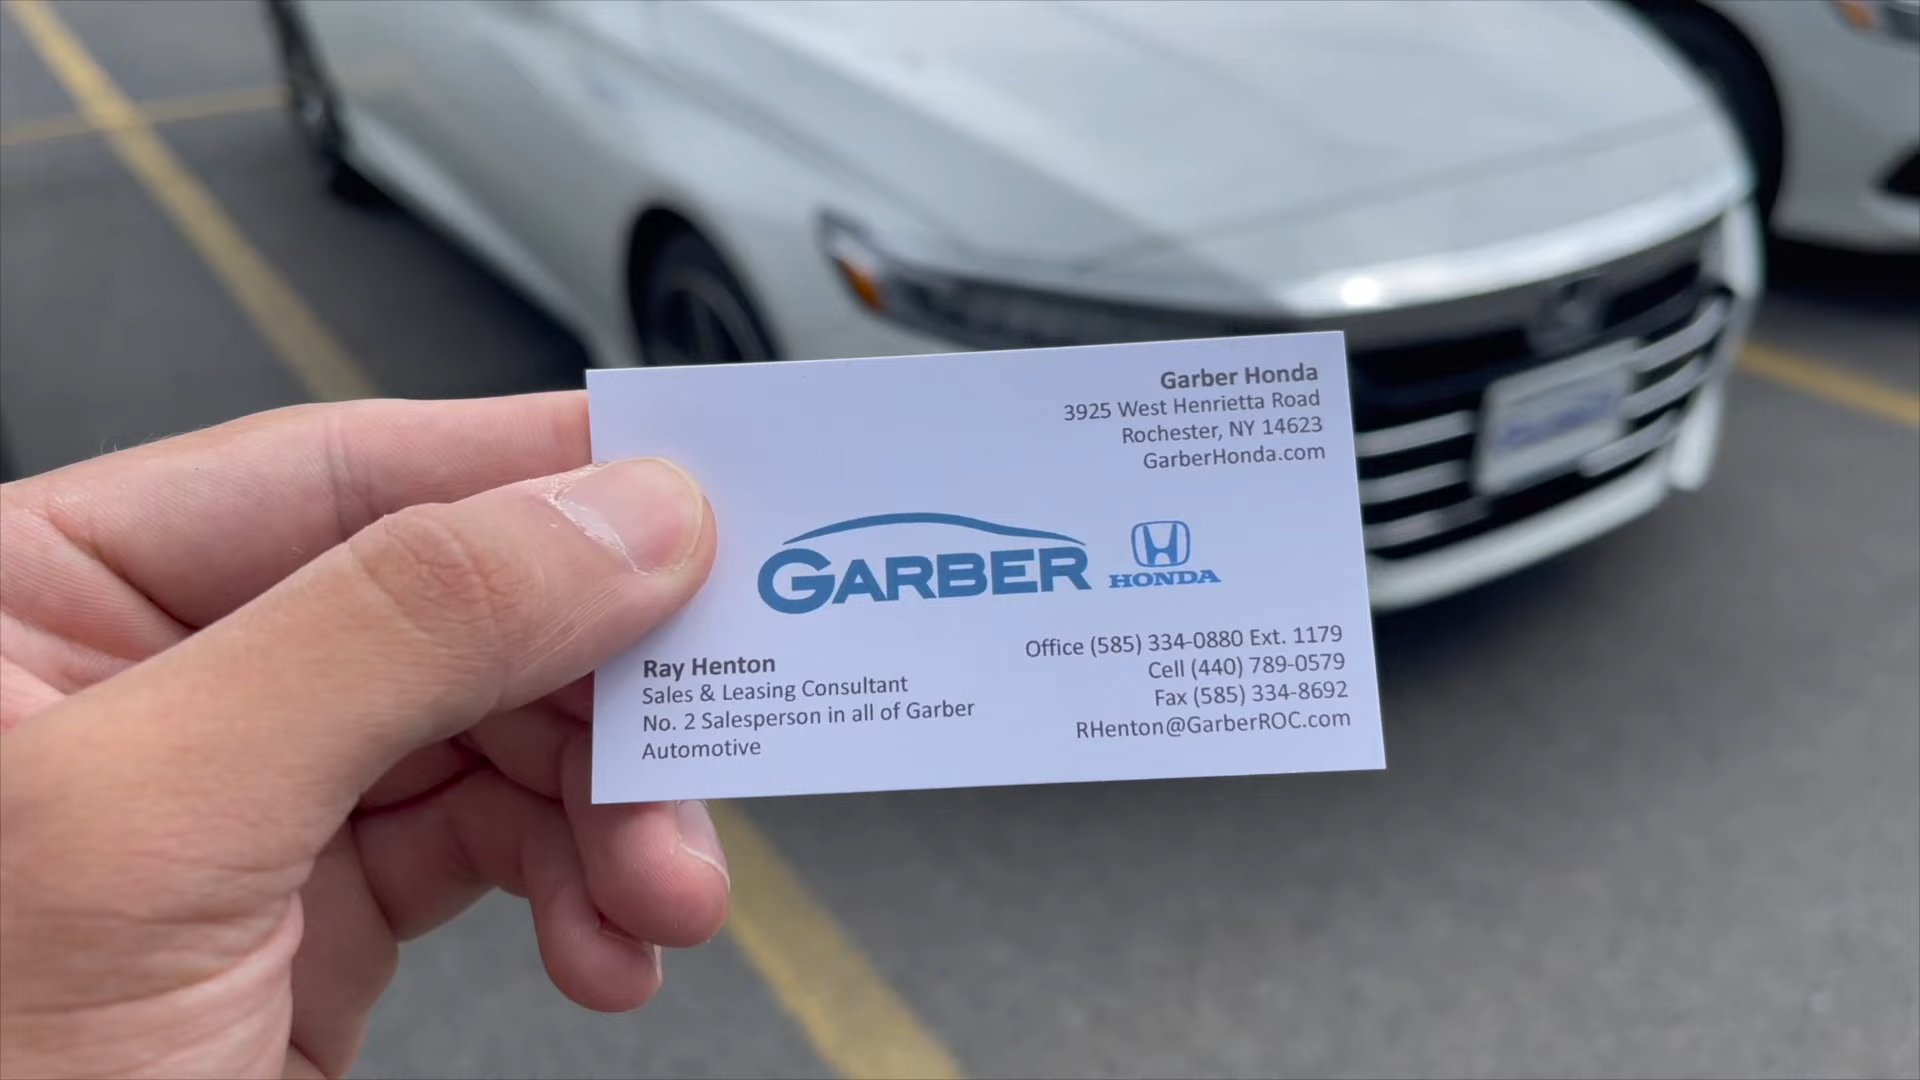 Garber Honda
3925 West Henrietta Road
Rochester, NY 14623
GarberHonda.com
GARBER
HONDA
Ray Henton
Sales & Leasing Consultant
No. 2 Salesperson in all of Garber
Automotive
Office (585) 334-0880 Ext. 1179
Cell (440) 789-0579
Fax (585) 334-8692
RHenton@GarberROC.com